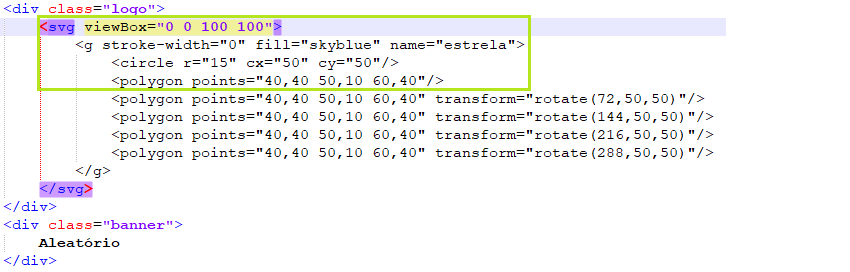 <div class="logo">
<svg viewBox="0 0 100 100">
<g stroke-width="0" fill="skyblue" name="estrela">
<circle r="15" cx="50" cy="50"/>
<polygon points="40,40 50,10 60,40"/>
<polygon points="40,40 50,10 60,40" transform="rotate(72,50,50)"/>
<polygon points="40,40 50,10 60,40" transform="rotate(144,50,50)"/>
<polygon points="40,40 50,10 60,40" transform="rotate(216,50,50)"/>
<polygon points="40,40 50,10 60,40" transform="rotate(288,50,50)"/>
</g>
</svg>
</div>
<div class="banner">
Aleatório
</div>